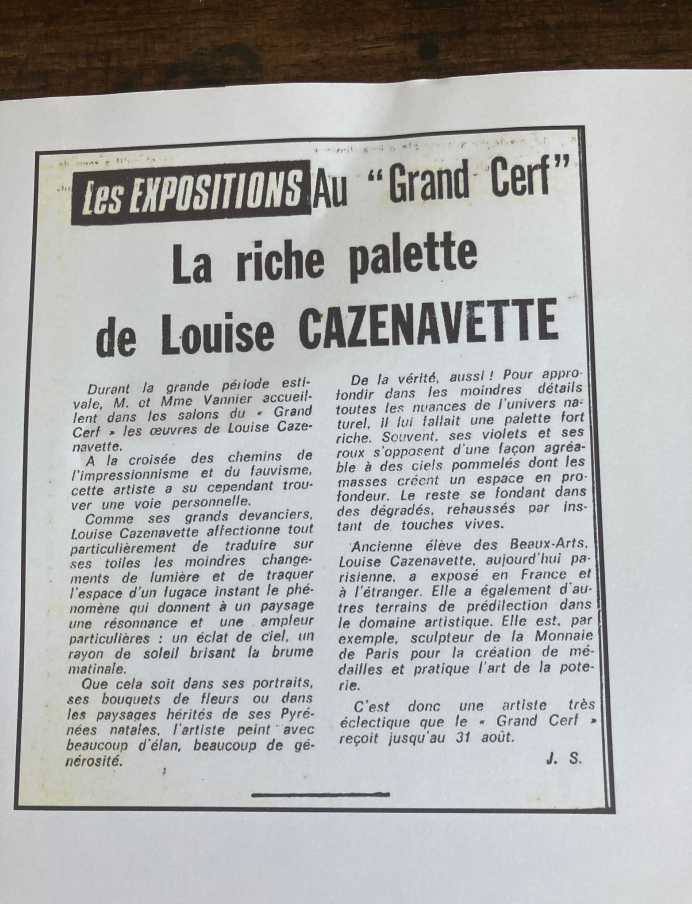 Les EXPOSITIONS Au “Grand Cerf”
La riche palette
de Louise CAZENAVETTE
Durant la grande période esti-
vale, M. et Mme Vannier accueil-
lent dans les salons du « Grand
Cerf » les œuvres de Louise Caze-
navette.
A la croisée des chemins de
l'impressionnisme et du fauvisme,
cette artiste a su cependant trou-
ver une voie personnelle.
Comme ses grands devanciers,
Louise Cazenavette affectionne tout
particulièrement de traduire sur
ses toiles les moindres change-
ments de lumière et de traquer
l'espace d'un fugace instant le phé-
nomène qui donnent à un paysage
une résonnance et une ampleur
particulières : un éclat de ciel, un
rayon de soleil brisant la brume
matinale.
Que cela soit dans ses portraits,
ses bouquets de fleurs ou dans
les paysages hérités de ses Pyré-
nées natales, l'artiste peint avec
beaucoup d'élan, beaucoup de gé-
nérosité.
De la vérité, aussi ! Pour appro-
fondir dans les moindres détails
toutes les nuances de l'univers na-
turel, il lui fallait une palette fort
riche. Souvent, ses violets et ses
roux s'opposent d'une façon agréa-
ble à des ciels pommelés dont les
masses créent un espace en pro-
fondeur. Le reste se fondant dans
des dégradés, rehaussés par ins-
tant de touches vives.
Ancienne élève des Beaux-Arts,
Louise Cazenavette, aujourd'hui pa-
risienne, a exposé en France et
à l'étranger. Elle a également d'au-
tres terrains de prédilection dans
le domaine artistique. Elle est, par
exemple, sculpteur de la Monnaie
de Paris pour la création de mé-
dailles et pratique l'art de la pote-
rie.
C'est donc une artiste très
éclectique que le « Grand Cerf »
reçoit jusqu'au 31 août.
J. S.